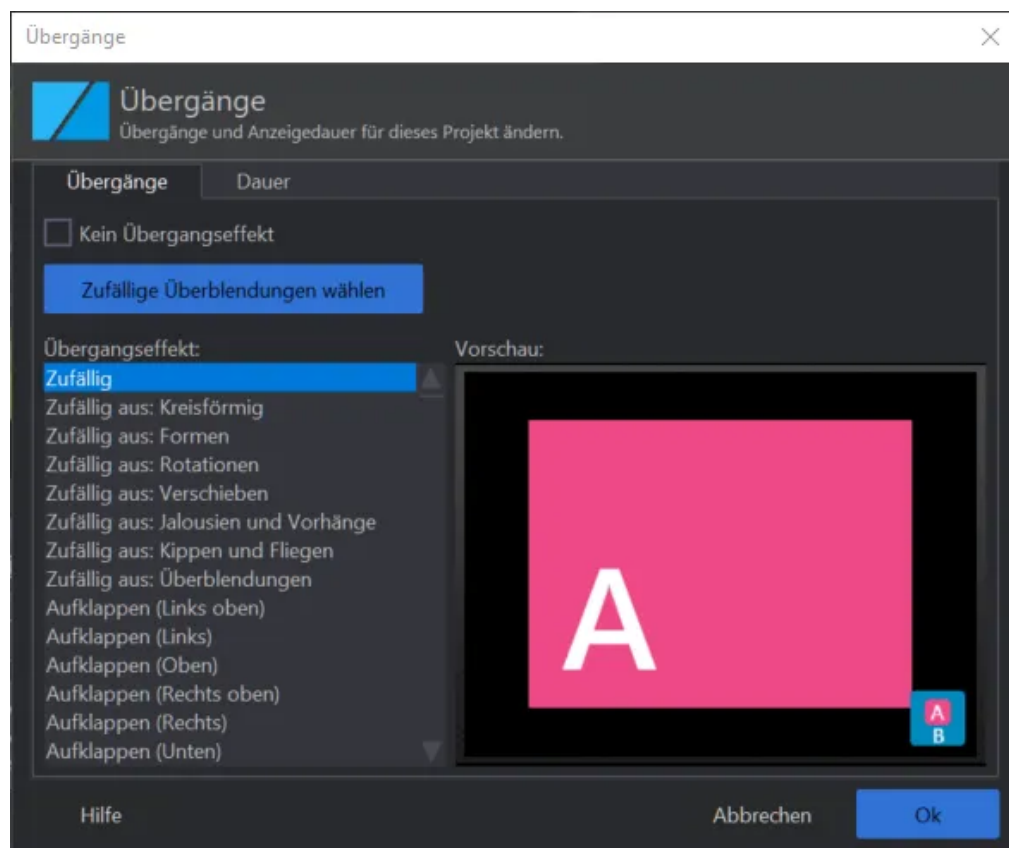 Übergänge
Übergänge
Übergänge und Anzeigedauer für dieses Projekt ändern.
Übergänge Dauer
Kein Übergangseffekt
Zufällige Überblendungen wählen
Übergangseffekt: Vorschau:
Zufällig
Zufällig aus: Kreisförmig
Zufällig aus: Formen
Zufällig aus: Rotationen
Zufällig aus: Verschieben
Zufällig aus: Jalousien und Vorhänge
Zufällig aus: Kippen und Fliegen
Zufällig aus: Überblendungen
Aufklappen (Links oben)
Aufklappen (Links)
Aufklappen (Oben)
Aufklappen (Rechts oben)
Aufklappen (Rechts)
Aufklappen (Unten)
A
A
B
Hilfe Abbrechen Ok